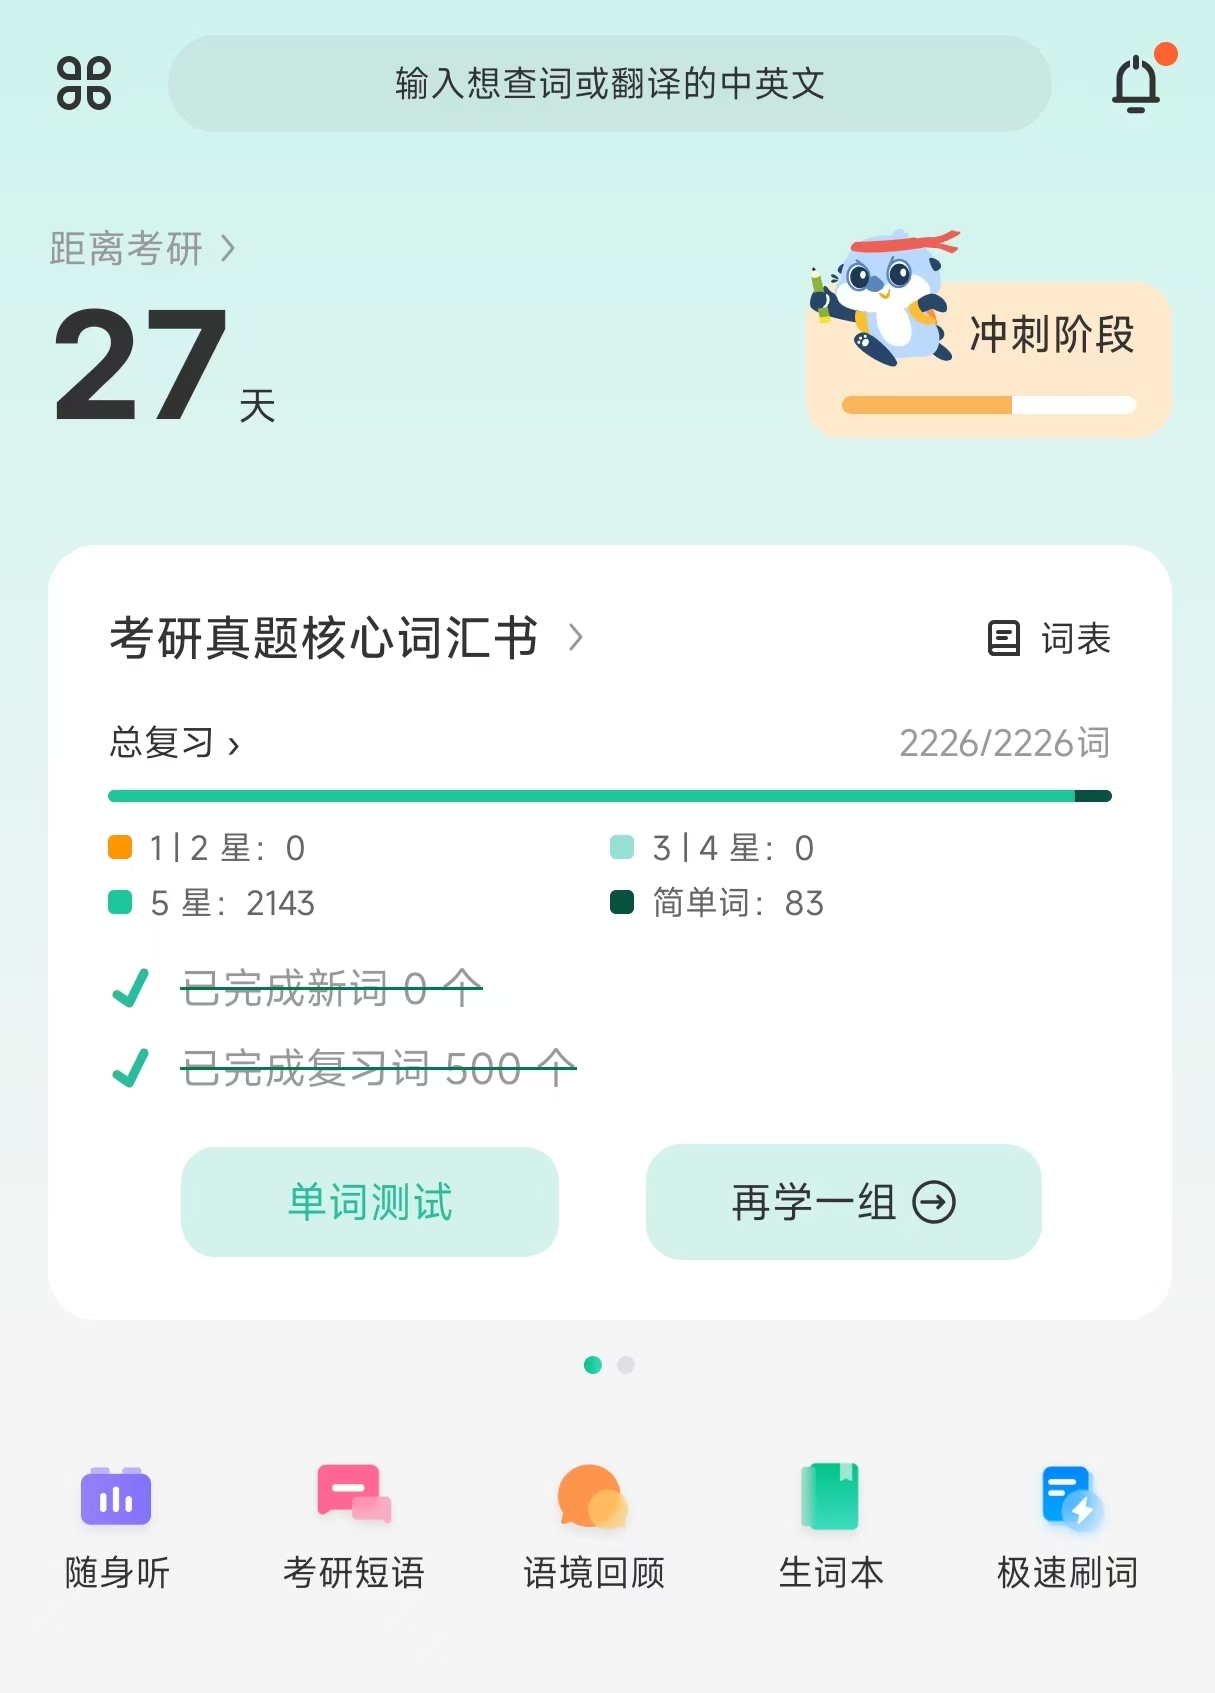 输入想查词或翻译的中英文
距离考研 >
27 天
冲刺阶段
考研真题核心词汇书 >
词表
总复习 ›
2226/2226词
1 | 2 星：0
3 | 4 星：0
5 星：2143
简单词：83
已完成新词 0 个
已完成复习词 500 个
单词测试
再学一组
随身听
考研短语
语境回顾
生词本
极速刷词